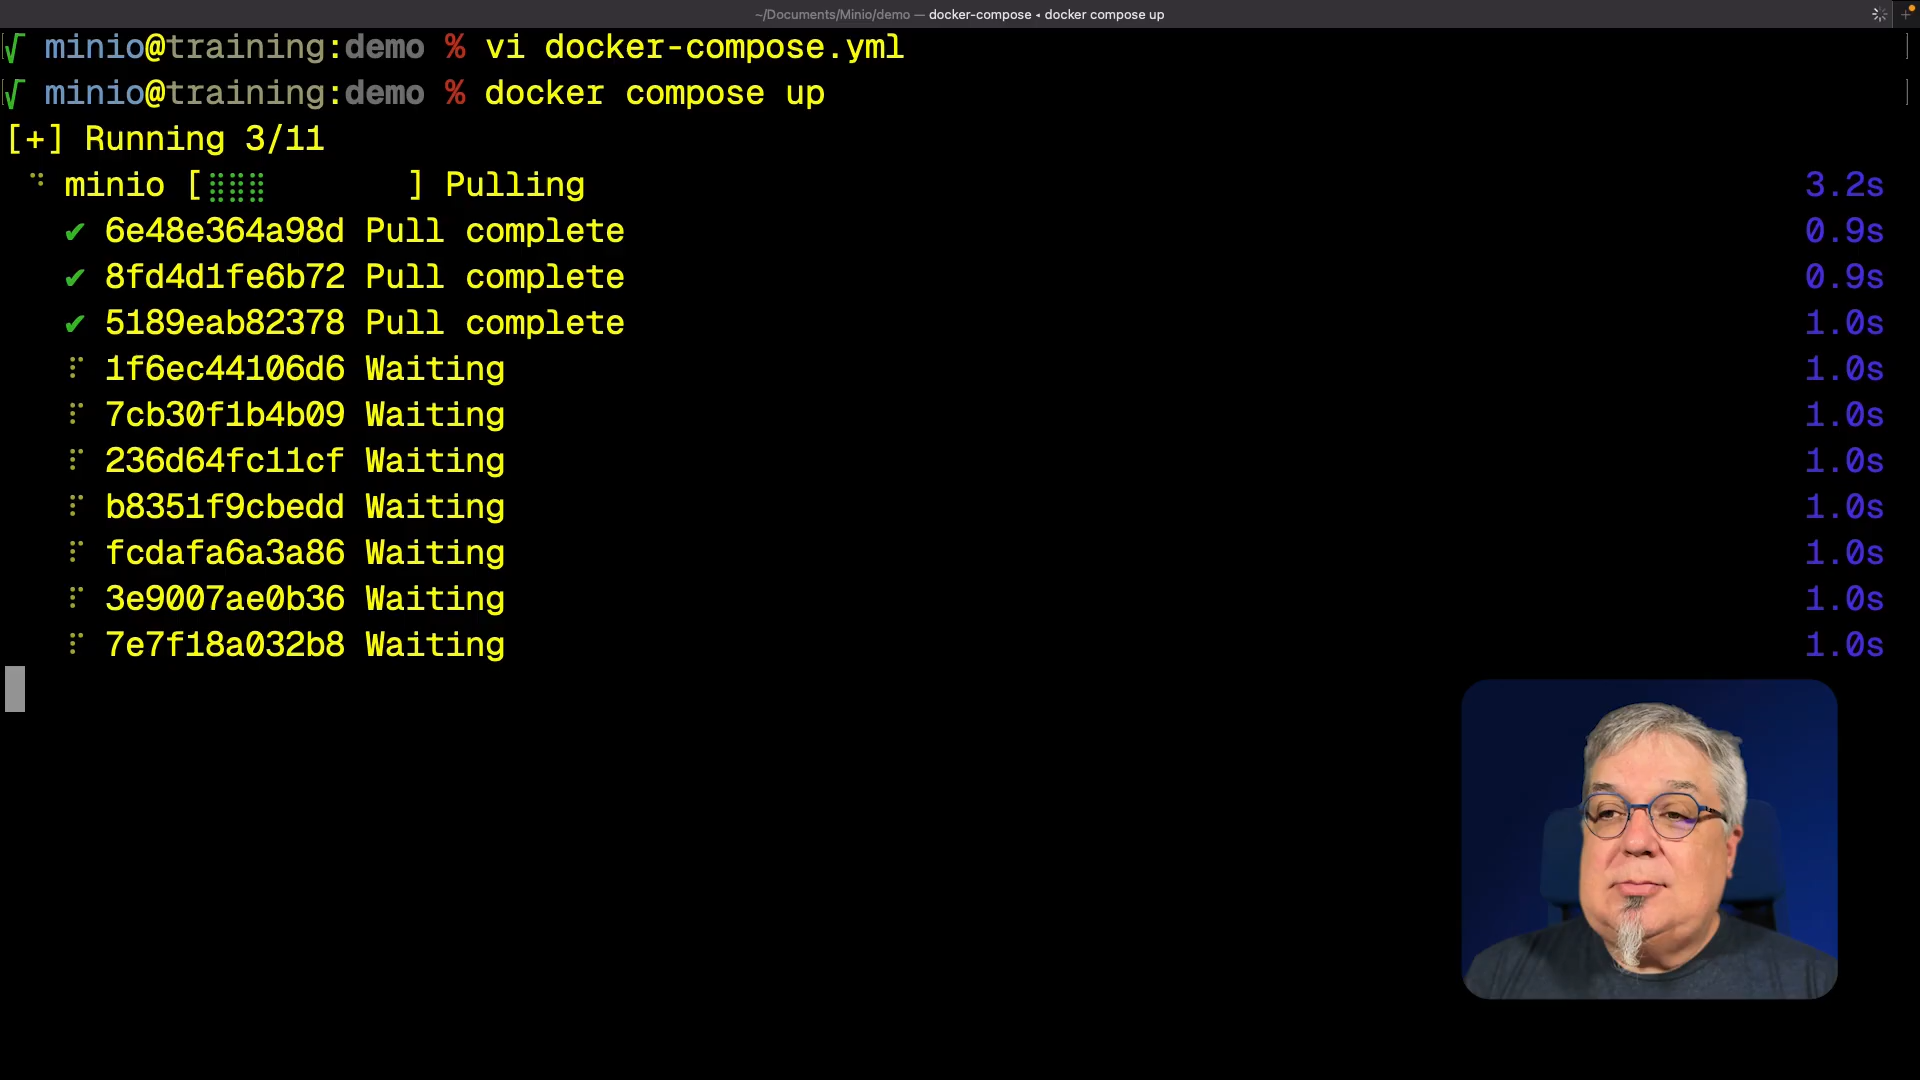 ~/Documents/Minio/demo — docker-compose ◂ docker compose up
√ minio@training:demo % vi docker-compose.yml
√ minio@training:demo % docker compose up
[+] Running 3/11
minio [⣿⣿⣿ ] Pulling 3.2s
✔ 6e48e364a98d Pull complete 0.9s
✔ 8fd4d1fe6b72 Pull complete 0.9s
✔ 5189eab82378 Pull complete 1.0s
1f6ec44106d6 Waiting 1.0s
7cb30f1b4b09 Waiting 1.0s
236d64fc11cf Waiting 1.0s
b8351f9cbedd Waiting 1.0s
fcdafa6a3a86 Waiting 1.0s
3e9007ae0b36 Waiting 1.0s
7e7f18a032b8 Waiting 1.0s